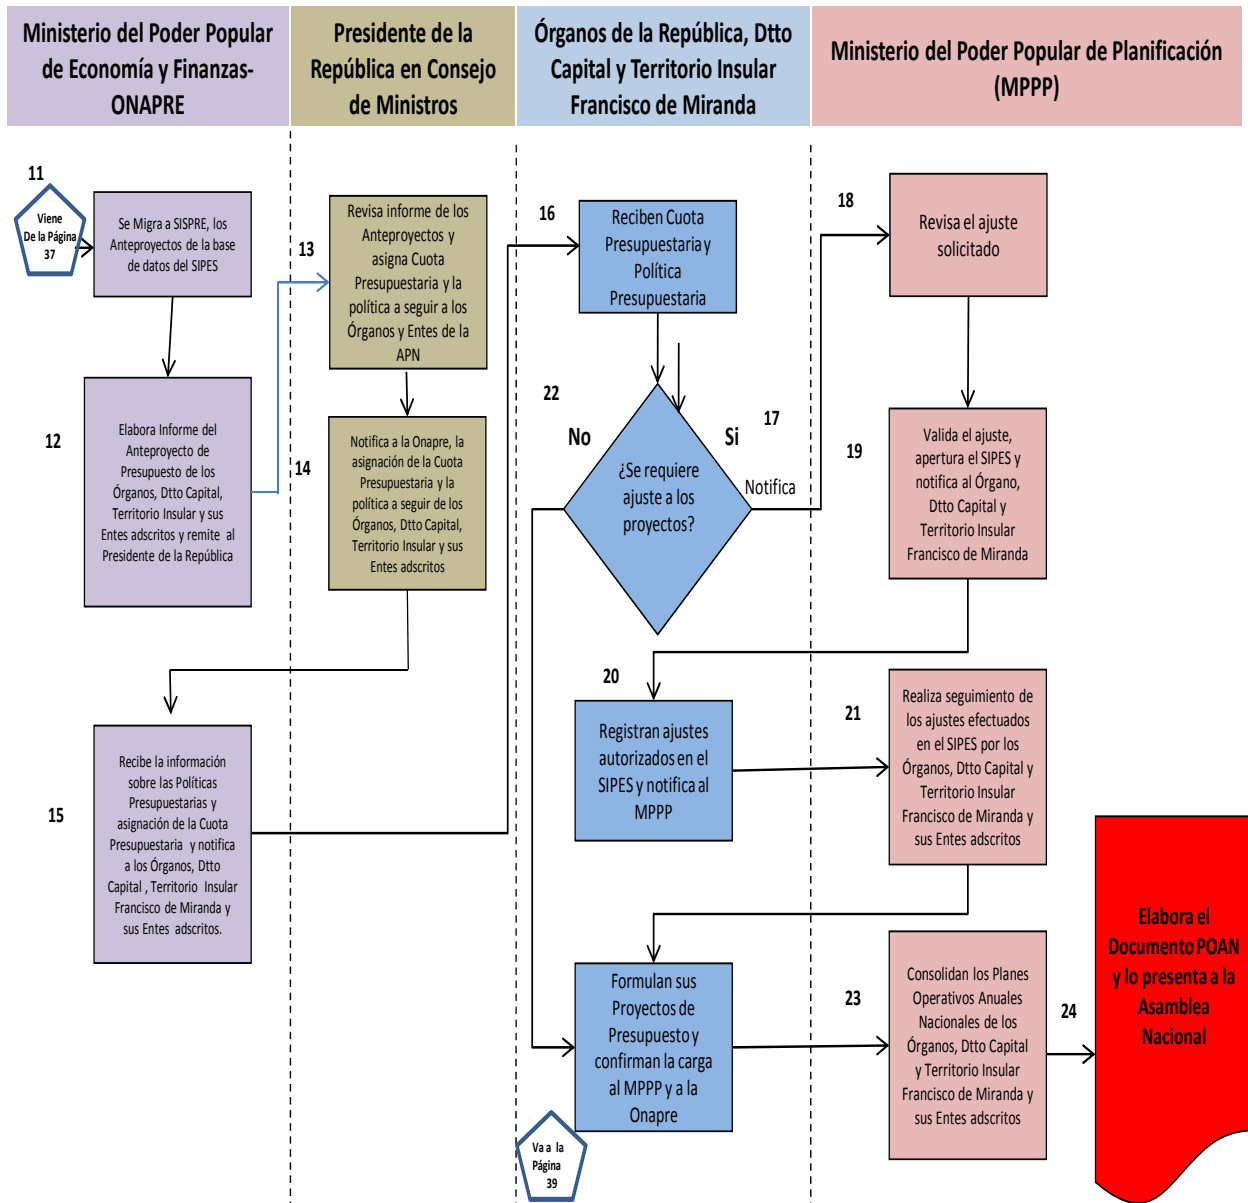 Ministerio del Poder Popular
de Economía y Finanzas-
ONAPRE
Presidente de la
República en Consejo
de Ministros
Órganos de la República, Dtto
Capital y Territorio Insular
Francisco de Miranda
Ministerio del Poder Popular de Planificación
(MPPP)
11
Viene
De la Página
37
Se Migra a SISPRE, los
Anteproyectos de la base
de datos del SIPES
12
Elabora Informe del
Anteproyecto de
Presupuesto de los
Órganos, Dtto Capital,
Territorio Insular y sus
Entes adscritos y remite al
Presidente de la República
13
Revisa informe de los
Anteproyectos y
asigna Cuota
Presupuestaria y la
política a seguir a los
Órganos y Entes de la
APN
14
Notifica a la Onapre, la
asignación de la Cuota
Presupuestaria y la
política a seguir de los
Órganos, Dtto Capital,
Territorio Insular y sus
Entes adscritos
15
Recibe la información
sobre las Políticas
Presupuestarias y
asignación de la Cuota
Presupuestaria y notifica
a los Órganos, Dtto
Capital , Territorio Insular
Francisco de Miranda y
sus Entes adscritos.
16
Reciben Cuota
Presupuestaria y
Política
Presupuestaria
22
No
Si
17
¿Se requiere
ajuste a los
proyectos?
Notifica
18
Revisa el ajuste
solicitado
19
Valida el ajuste,
apertura el SIPES y
notifica al Órgano,
Dtto Capital y
Territorio Insular
Francisco de Miranda
20
Registran ajustes
autorizados en el
SIPES y notifica al
MPPP
21
Realiza seguimiento de
los ajustes efectuados
en el SIPES por los
Órganos, Dtto Capital y
Territorio Insular
Francisco de Miranda y
sus Entes adscritos
Formulan sus
Proyectos de
Presupuesto y
confirman la carga
al MPPP y a la
Onapre
Va a la
Página
39
23
Consolidan los Planes
Operativos Anuales
Nacionales de los
Órganos, Dtto Capital
y Territorio Insular
Francisco de Miranda y
sus Entes adscritos
24
Elabora el
Documento POAN
y lo presenta a la
Asamblea
Nacional